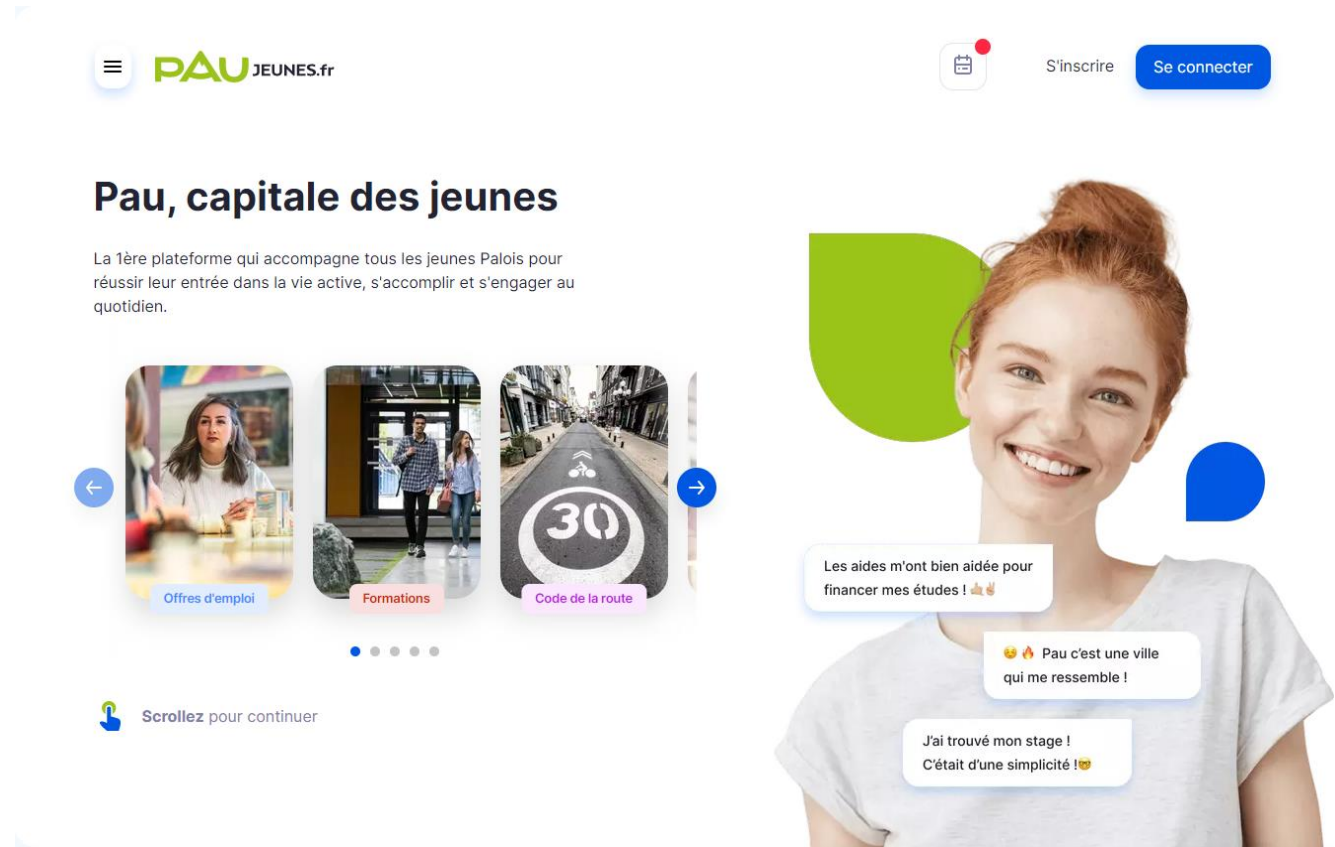 PAU JEUNES.fr
S'inscrire
Se connecter
Pau, capitale des jeunes
La 1ère plateforme qui accompagne tous les jeunes Palois pour
réussir leur entrée dans la vie active, s'accomplir et s'engager au
quotidien.
30
Offres d'emploi
Formations
Code de la route
Scrollez pour continuer
Les aides m'ont bien aidée pour
financer mes études ! 🤙🏼✌🏼
😏🔥 Pau c’est une ville
qui me ressemble !
J’ai trouvé mon stage !
C’était d’une simplicité !🤓